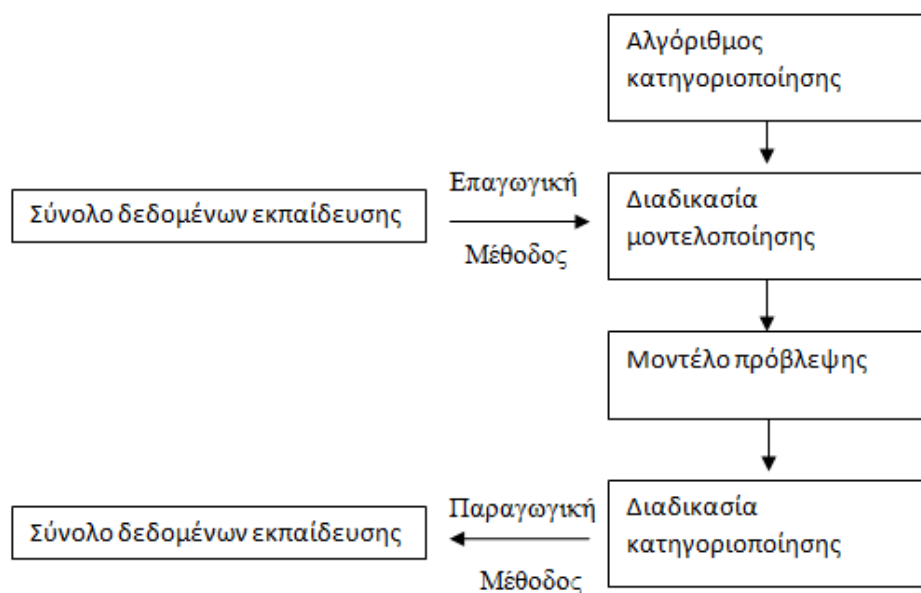 Αλγόριθμος
κατηγοριοποίησης
Επαγωγική
Σύνολο δεδομένων εκπαίδευσης
Μέθοδος
Διαδικασία
μοντελοποίησης
Μοντέλο πρόβλεψης
Παραγωγική
Σύνολο δεδομένων εκπαίδευσης
Μέθοδος
Διαδικασία
κατηγοριοποίησης